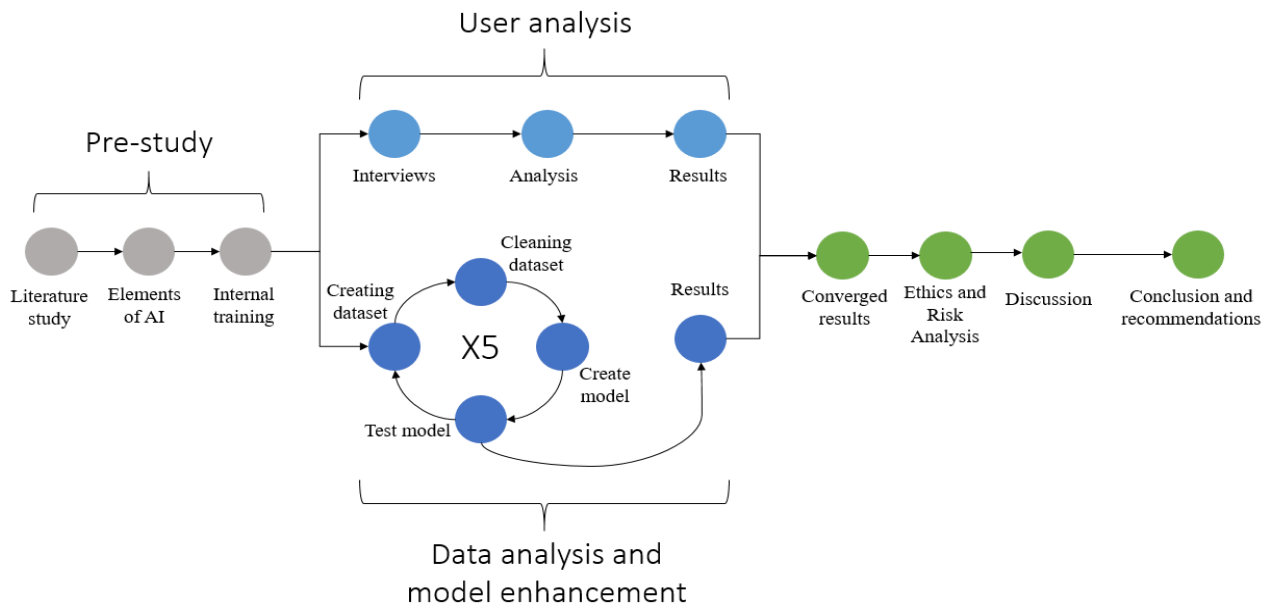 User analysis
Pre-study
Interviews
Analysis
Results
Literature
study
Elements
of AI
Internal
training
Creating
dataset
Cleaning
dataset
X5
Create
model
Test model
Results
Converged
results
Ethics and
Risk
Analysis
Discussion
Conclusion and
recommendations
Data analysis and
model enhancement